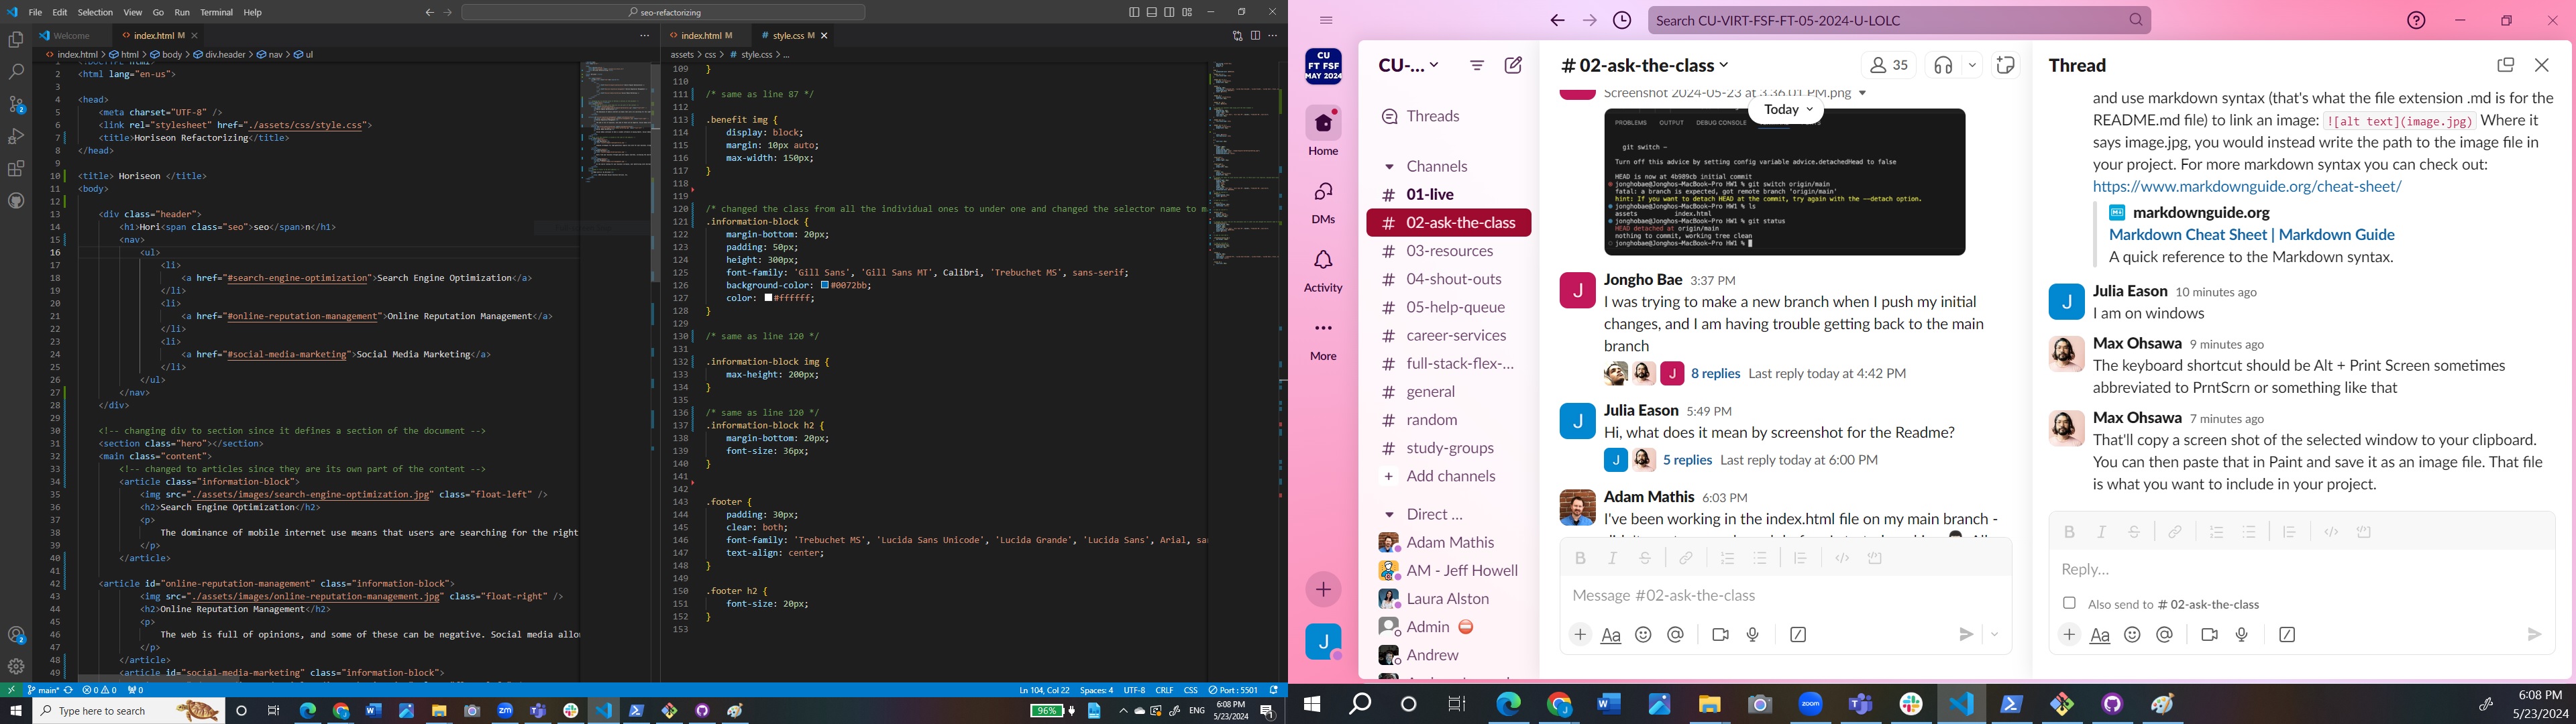 File Edit Selection View Go Run Terminal Help
seo-refactorizing
Welcome
index.html M
index.html > html > body > div.header > nav > ul
2 <html lang="en-us">
3
4 <head>
5 <meta charset="UTF-8" />
6 <link rel="stylesheet" href="./assets/css/style.css">
7 <title>Horiseon Refactorizing</title>
8 </head>
9
10 <title> Horiseon </title>
11 <body>
12
13 <div class="header">
14 <h1>Hori<span class="seo">seo</span>n</h1>
15 <nav>
16 <ul>
17 <li>
18 <a href="#search-engine-optimization">Search Engine Optimization</a>
19 </li>
20 <li>
21 <a href="#online-reputation-management">Online Reputation Management</a>
22 </li>
23 <li>
24 <a href="#social-media-marketing">Social Media Marketing</a>
25 </li>
26 </ul>
27 </nav>
28 </div>
29
30 <!-- changing div to section since it defines a section of the document -->
31 <section class="hero"></section>
32 <main class="content">
33 <!-- changed to articles since they are its own part of the content -->
34 <article class="information-block">
35 <img src="./assets/images/search-engine-optimization.jpg" class="float-left" />
36 <h2>Search Engine Optimization</h2>
37 <p>
38 The dominance of mobile internet use means that users are searching for the right
39 </p>
40 </article>
41
42 <article id="online-reputation-management" class="information-block">
43 <img src="./assets/images/online-reputation-management.jpg" class="float-right" />
44 <h2>Online Reputation Management</h2>
45 <p>
46 The web is full of opinions, and some of these can be negative. Social media allo
47 </p>
48 </article>
49 <article id="social-media-marketing" class="information-block">
index.html M
style.css M
assets > css > # style.css > ...
109 }
110
111 /* same as line 87 */
112
113 .benefit img {
114 display: block;
115 margin: 10px auto;
116 max-width: 150px;
117 }
118
119
120 /* changed the class from all the individual ones to under one and changed the selector name to m
121 .information-block {
122 margin-bottom: 20px;
123 padding: 50px;
124 height: 300px;
125 font-family: 'Gill Sans', 'Gill Sans MT', Calibri, 'Trebuchet MS', sans-serif;
126 background-color: #0072bb;
127 color: #ffffff;
128 }
129
130 /* same as line 120 */
131
132 .information-block img {
133 max-height: 200px;
134 }
135
136 /* same as line 120 */
137 .information-block h2 {
138 margin-bottom: 20px;
139 font-size: 36px;
140 }
141
142
143 .footer {
144 padding: 30px;
145 clear: both;
146 font-family: 'Trebuchet MS', 'Lucida Sans Unicode', 'Lucida Grande', 'Lucida Sans', Arial, sa
147 text-align: center;
148 }
149
150 .footer h2 {
151 font-size: 20px;
152 }
153
main* 0 0 0
Ln 104, Col 22 Spaces: 4 UTF-8 CRLF CSS Port : 5501
Type here to search
96%
ENG
6:08 PM
5/23/2024
Search CU-VIRT-FSF-FT-05-2024-U-LOLC
CU
FT FSF
MAY 2024
Home
DMs
Activity
More
CU-...
Threads
Channels
# 01-live
# 02-ask-the-class
# 03-resources
# 04-shout-outs
# 05-help-queue
# career-services
# full-stack-flex-...
# general
# random
# study-groups
+ Add channels
Direct ...
Adam Mathis
AM - Jeff Howell
Laura Alston
Admin
Andrew
# 02-ask-the-class
35
Screenshot 2024-05-23 at 3.36.01 PM.png
Today
PROBLEMS OUTPUT DEBUG CONSOLE
git switch -
Turn off this advice by setting config variable advice.detachedHead to false
HEAD is now at 4b989cb initial commit
jonghobae@Jonghos-MacBook-Pro HW1 % git switch origin/main
fatal: a branch is expected, got remote branch 'origin/main'
hint: If you want to detach HEAD at the commit, try again with the --detach option.
jonghobae@Jonghos-MacBook-Pro HW1 % ls
assets index.html
jonghobae@Jonghos-MacBook-Pro HW1 % git status
HEAD detached at origin/main
nothing to commit, working tree clean
jonghobae@Jonghos-MacBook-Pro HW1 %
J
Jongho Bae 3:37 PM
I was trying to make a new branch when I push my initial
changes, and I am having trouble getting back to the main
branch
8 replies Last reply today at 4:42 PM
J
Julia Eason 5:49 PM
Hi, what does it mean by screenshot for the Readme?
5 replies Last reply today at 6:00 PM
Adam Mathis 6:03 PM
I've been working in the index.html file on my main branch -
Message #02-ask-the-class
Thread
and use markdown syntax (that's what the file extension .md is for the
README.md file) to link an image: ![alt text](image.jpg) Where it
says image.jpg, you would instead write the path to the image file in
your project. For more markdown syntax you can check out:
https://www.markdownguide.org/cheat-sheet/
markdownguide.org
Markdown Cheat Sheet | Markdown Guide
A quick reference to the Markdown syntax.
J
Julia Eason 10 minutes ago
I am on windows
Max Ohsawa 9 minutes ago
The keyboard shortcut should be Alt + Print Screen sometimes
abbreviated to PrntScrn or something like that
Max Ohsawa 7 minutes ago
That'll copy a screen shot of the selected window to your clipboard.
You can then paste that in Paint and save it as an image file. That file
is what you want to include in your project.
Reply...
Also send to # 02-ask-the-class
6:08 PM
5/23/2024